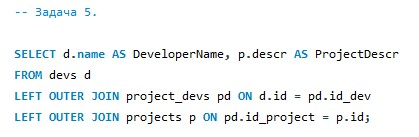 -- Задача 5.
SELECT d.name AS DeveloperName, p.descr AS ProjectDescr
FROM devs d
LEFT OUTER JOIN project_devs pd ON d.id = pd.id_dev
LEFT OUTER JOIN projects p ON pd.id_project = p.id;